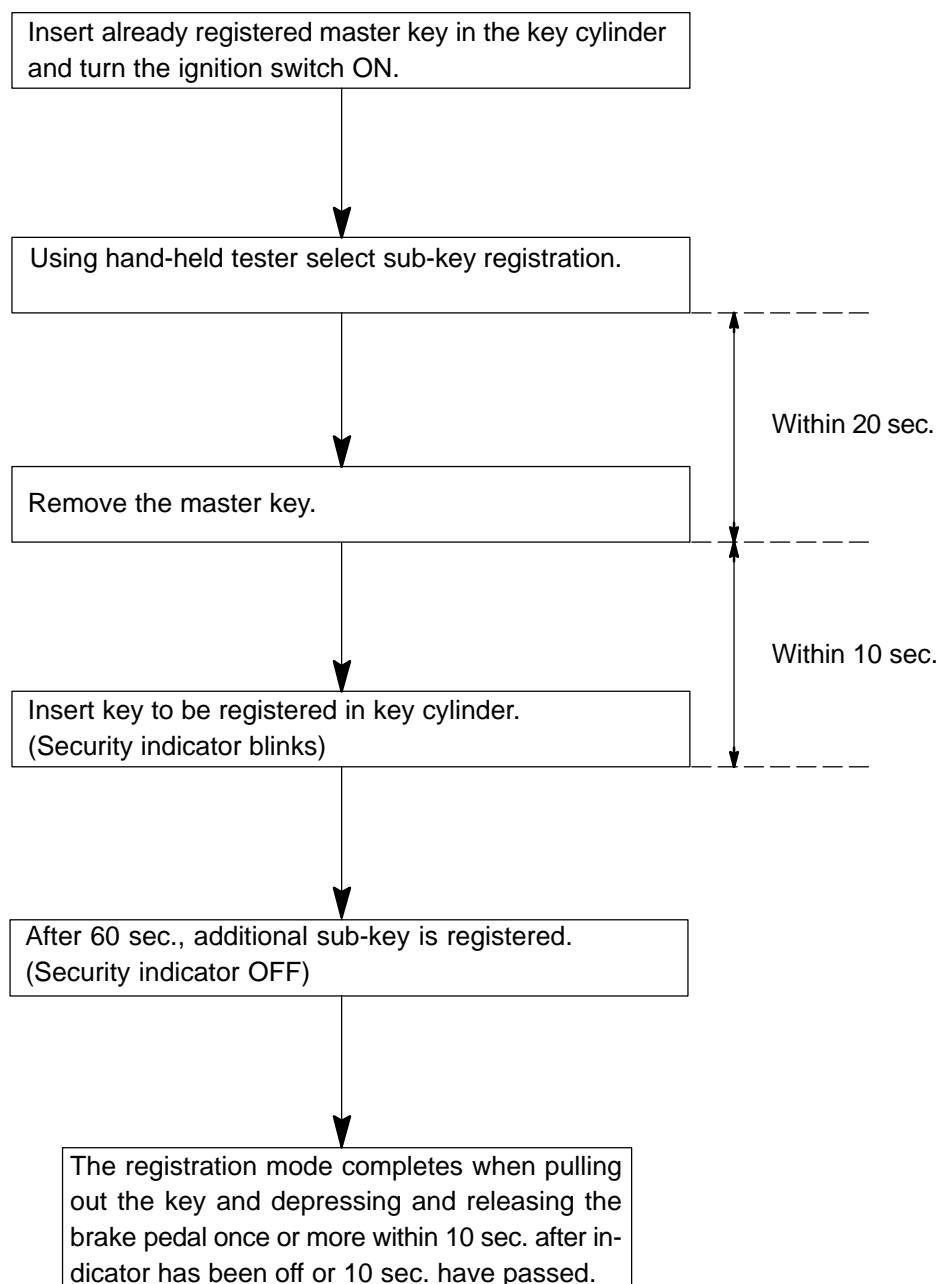 Insert already registered master key in the key cylinder
and turn the ignition switch ON.
Using hand-held tester select sub-key registration.
Within 20 sec.
Remove the master key.
Within 10 sec.
Insert key to be registered in key cylinder.
(Security indicator blinks)
After 60 sec., additional sub-key is registered.
(Security indicator OFF)
The registration mode completes when pulling
out the key and depressing and releasing the
brake pedal once or more within 10 sec. after in-
dicator has been off or 10 sec. have passed.